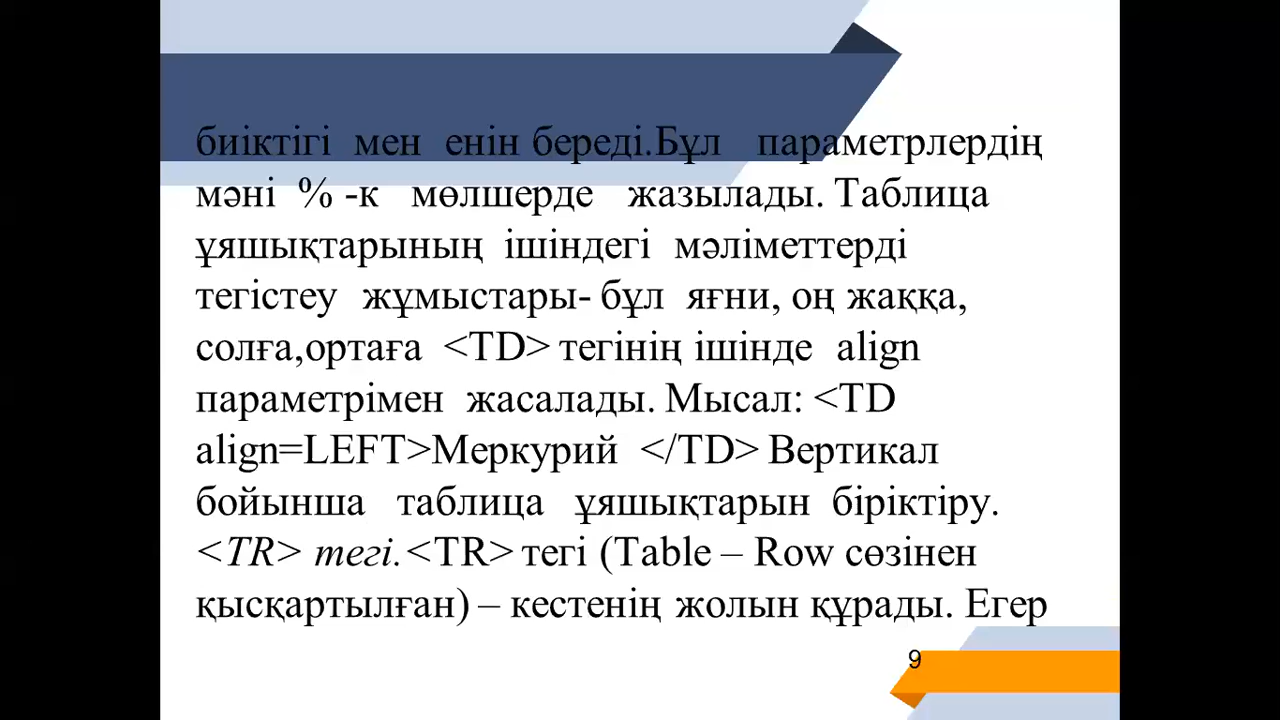 биіктігі мен енін береді.Бұл параметрлердің
мәні % -к мөлшерде жазылады. Таблица
ұяшықтарының ішіндегі мәліметтерді
тегістеу жұмыстары- бұл яғни, оң жаққа,
солға,ортаға <TD> тегінің ішінде align
параметрімен жасалады. Мысал: <TD
align=LEFT>Меркурий </TD> Вертикал
бойынша таблица ұяшықтарын біріктіру.
<TR> тегі.<TR> тегі (Table – Row сөзінен
қысқартылған) – кестенің жолын құрады. Егер
9